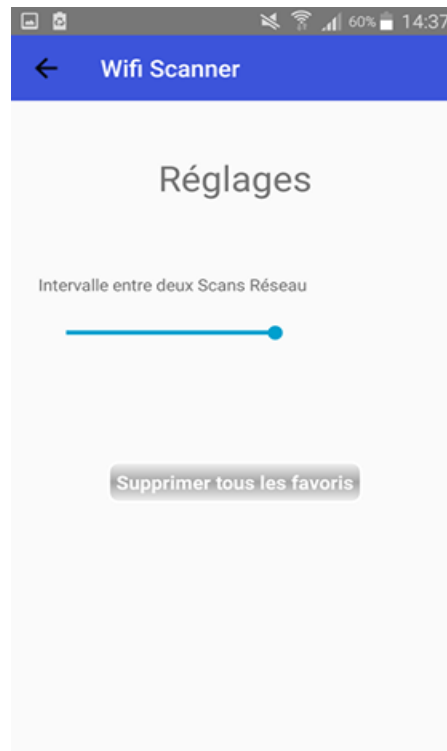 60% 14:37
Wifi Scanner
Réglages
Intervalle entre deux Scans Réseau
Supprimer tous les favoris